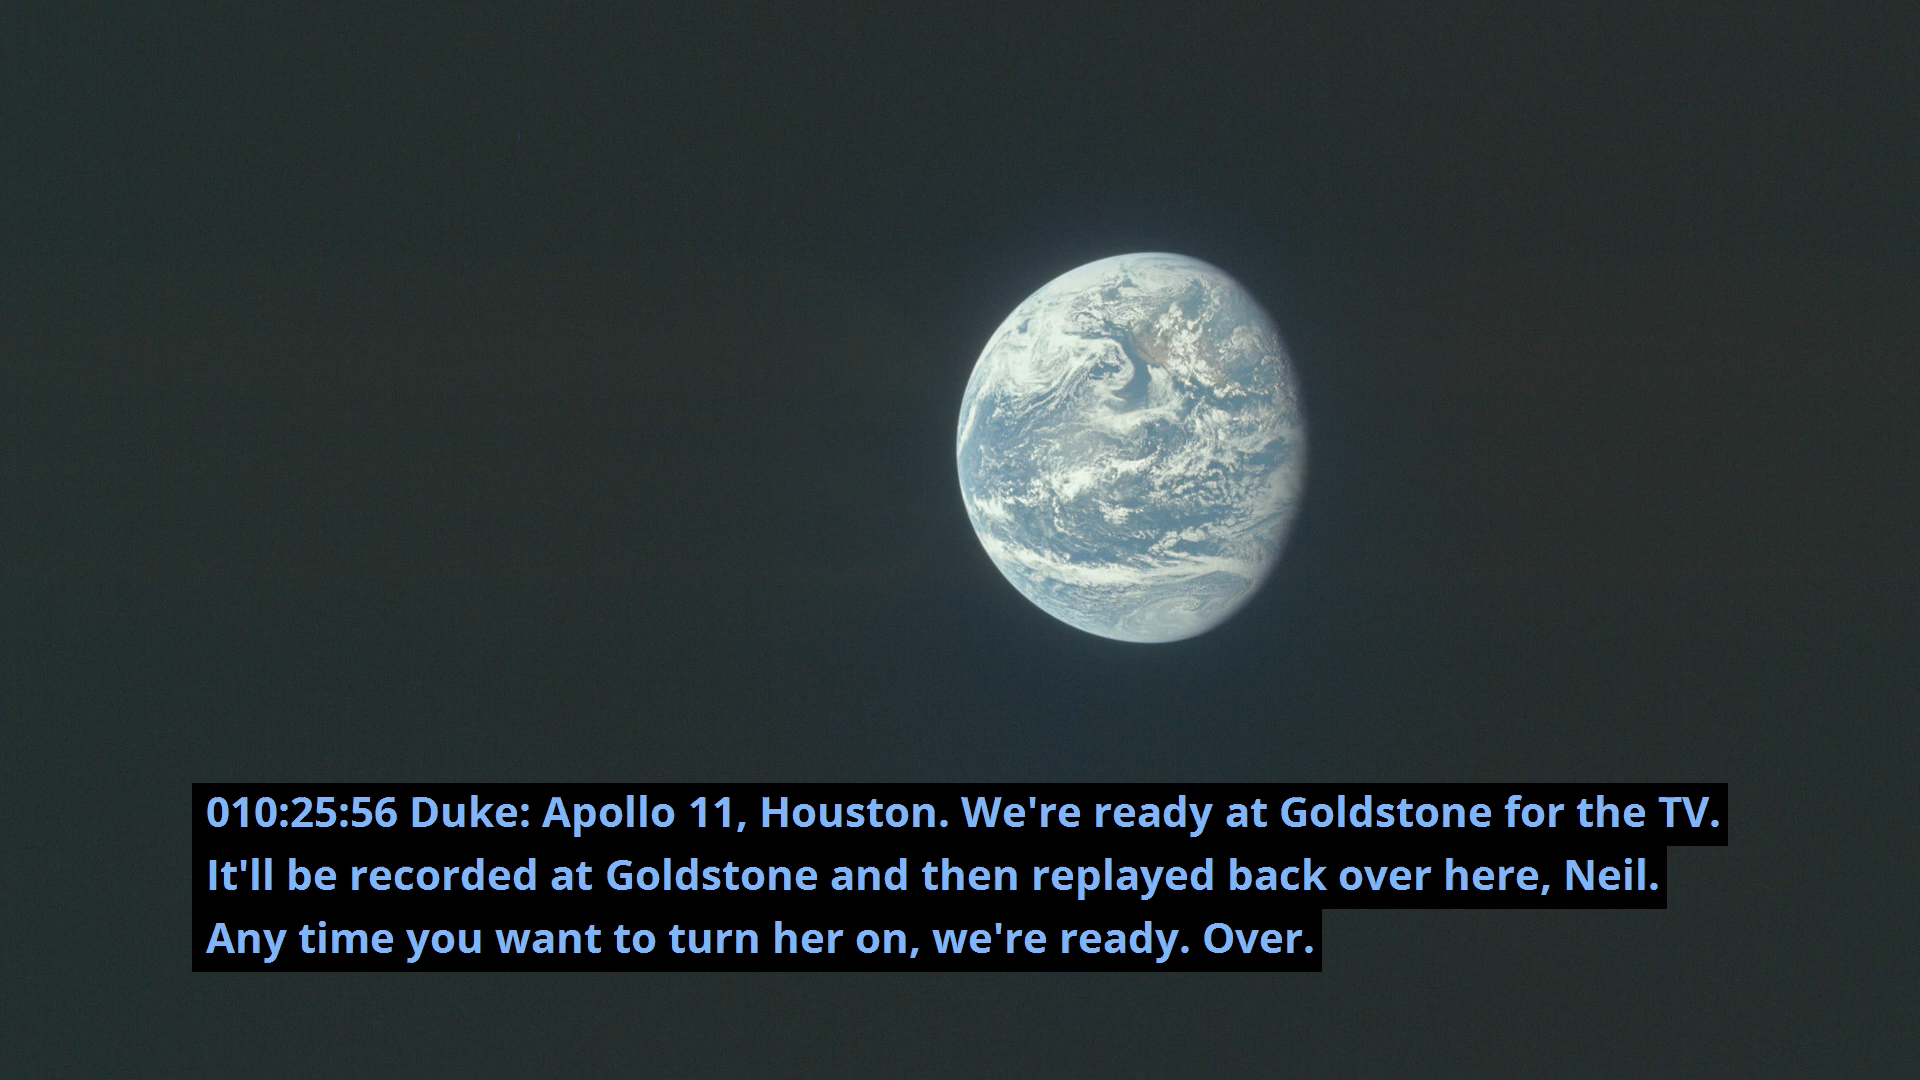 010:25:56 Duke: Apollo 11, Houston. We're ready at Goldstone for the TV.
It'll be recorded at Goldstone and then replayed back over here, Neil.
Any time you want to turn her on, we're ready. Over.